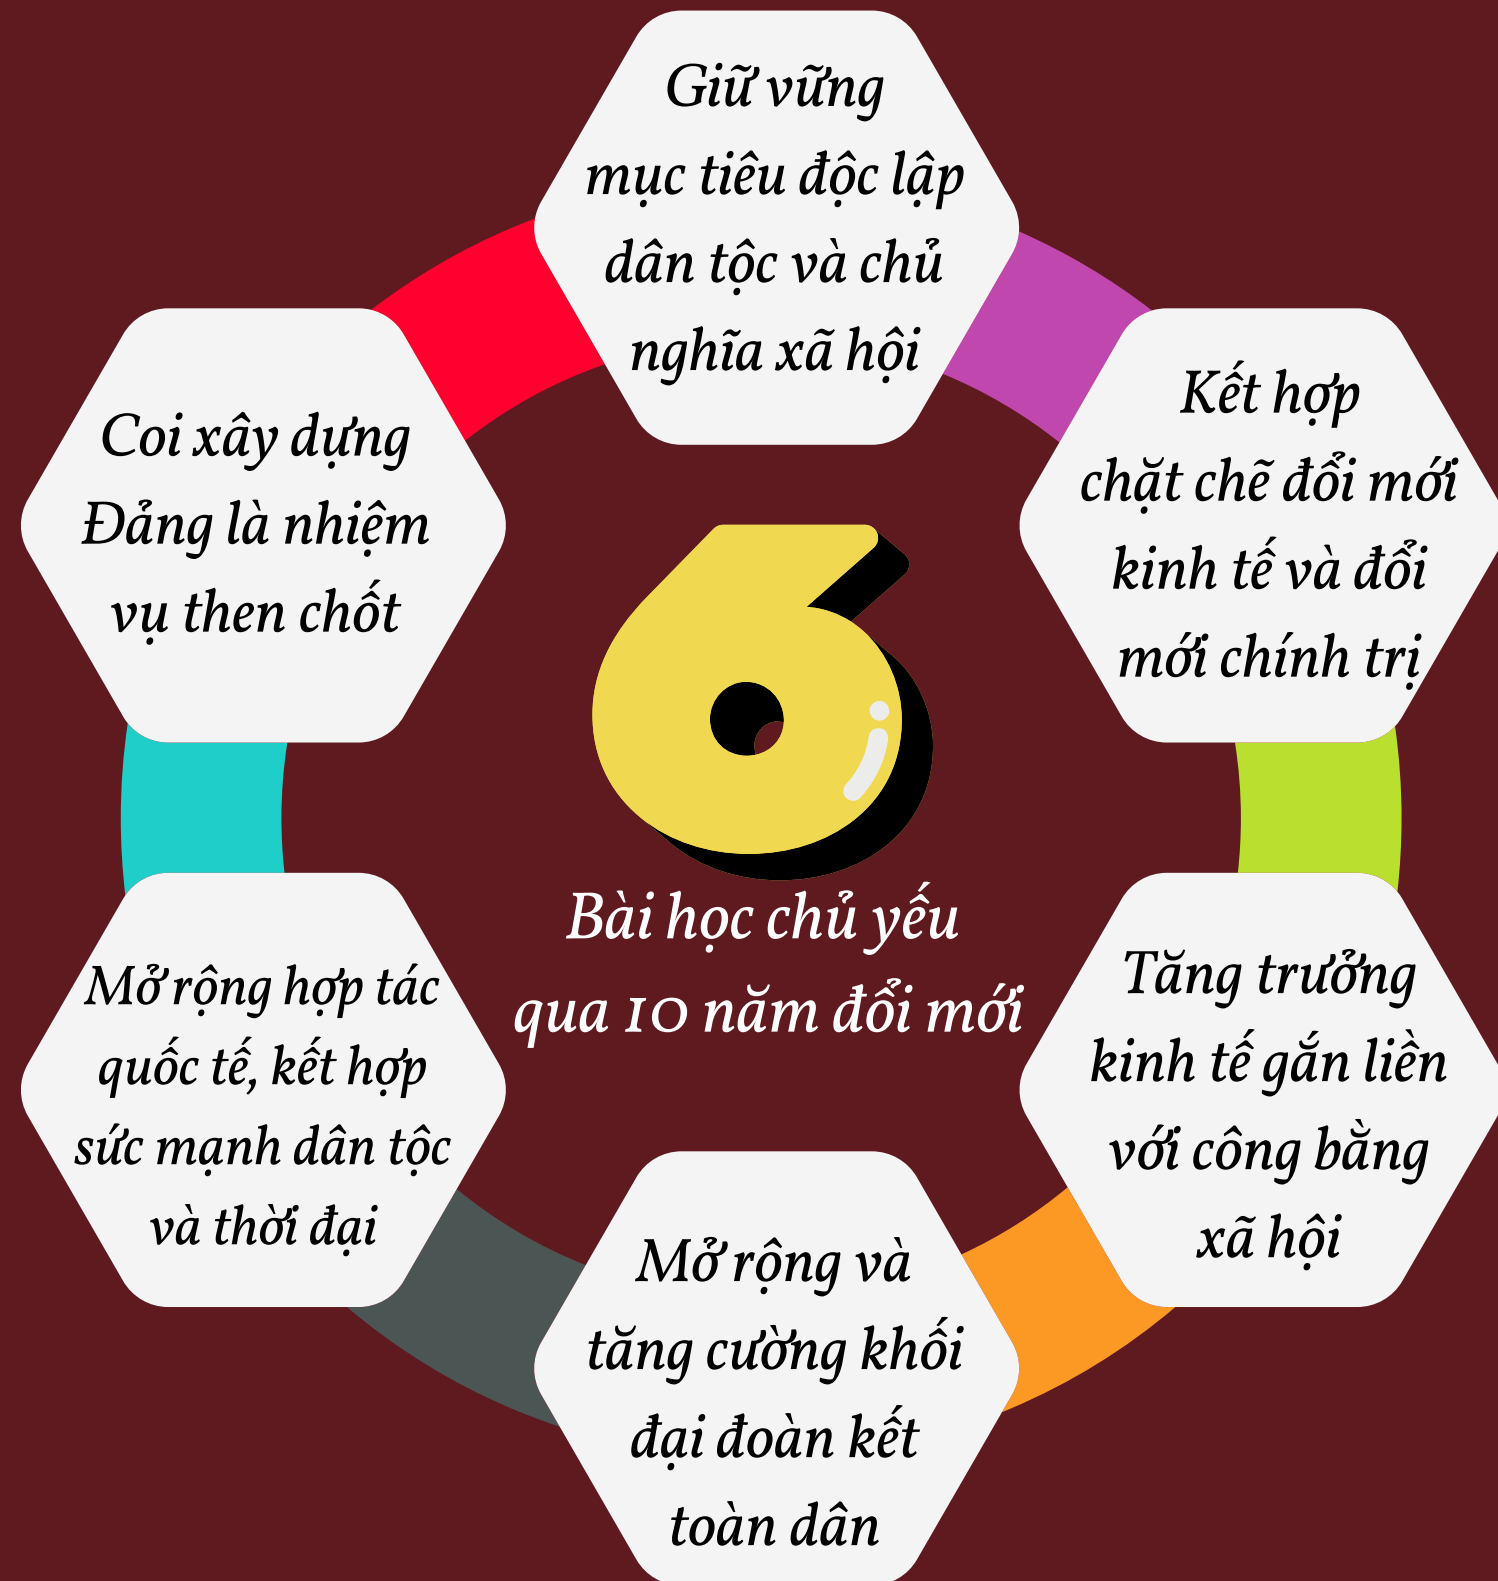 Giữ vững
mục tiêu độc lập
dân tộc và chủ
nghĩa xã hội
Kết hợp
chặt chẽ đổi mới
kinh tế và đổi
mới chính trị
Tăng trưởng
kinh tế gắn liền
với công bằng
xã hội
Mở rộng và
tăng cường khối
đại đoàn kết
toàn dân
Mở rộng hợp tác
quốc tế, kết hợp
sức mạnh dân tộc
và thời đại
Coi xây dựng
Đảng là nhiệm
vụ then chốt
6
Bài học chủ yếu
qua 10 năm đổi mới